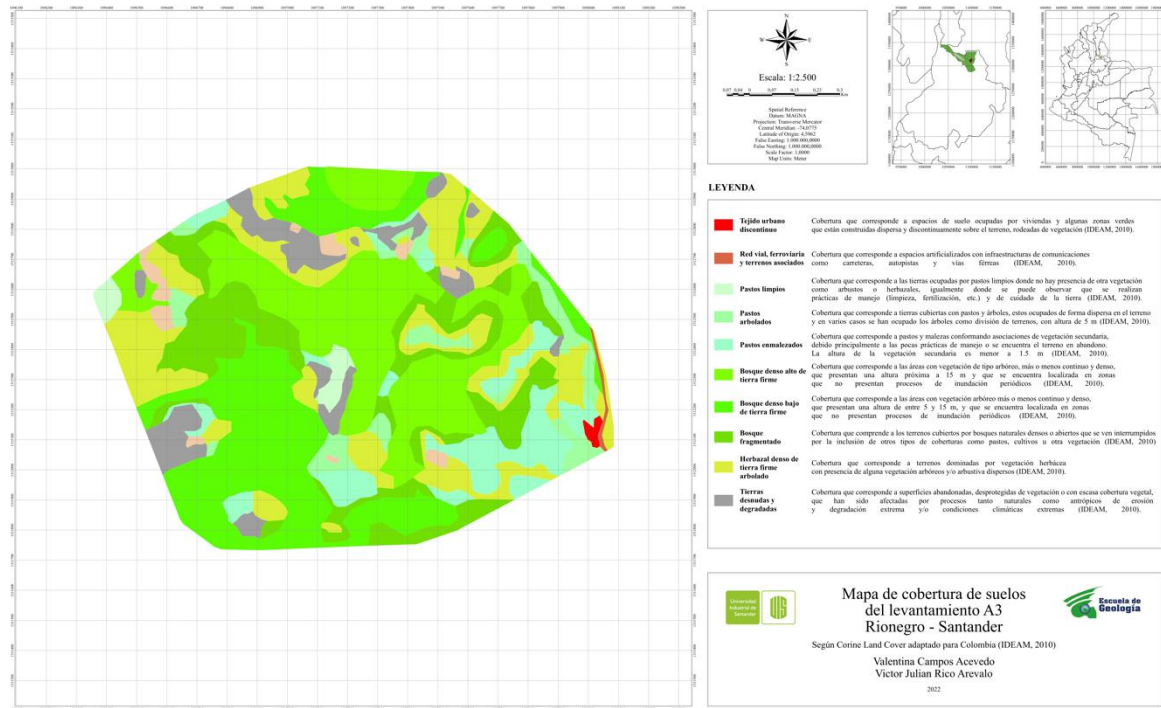 N
W
E
S
Escala: 1:2.500
0,07 0,04 0 0,07 0,15 0,22 0,3
Km
Spatial Reference
Datum: MAGNA
Projection: Transverse Mercator
Central Meridian: -74,0775
Latitude of Origin: 4,5962
False Easting: 1.000.000,0000
False Northing: 1.000.000,0000
Scale Factor: 1,0000
Map Units: Meter
LEYENDA
Tejido urbano
discontinuo
Cobertura que corresponde a espacios de suelo ocupadas por viviendas y algunas zonas verdes
que están construidas dispersa y discontinuamente sobre el terreno, rodeadas de vegetación (IDEAM, 2010).
Red vial, ferroviaria
y terrenos asociados
Cobertura que corresponde a espacios artificializados con infraestructuras de comunicaciones
como carreteras, autopistas y vías férreas (IDEAM, 2010).
Pastos limpios
Cobertura que corresponde a las tierras ocupadas por pastos limpios donde no hay presencia de otra vegetación
como arbustos o herbazales, igualmente donde se puede observar que se realizan
prácticas de manejo (limpieza, fertilización, etc.) y de cuidado de la tierra (IDEAM, 2010).
Pastos
arbolados
Cobertura que corresponde a tierras cubiertas con pastos y árboles, estos ocupados de forma dispersa en el terreno
y en varios casos se han ocupado los árboles como división de terrenos, con altura de 5 m (IDEAM, 2010).
Pastos enmalezados
Cobertura que corresponde a pastos y malezas conformando asociaciones de vegetación secundaria,
debido principalmente a las pocas prácticas de manejo o se encuentra el terreno en abandono.
La altura de la vegetación secundaria es menor a 1.5 m (IDEAM, 2010).
Bosque denso alto de
tierra firme
Cobertura que corresponde a las áreas con vegetación de tipo arbóreo, más o menos continuo y denso,
que presentan una altura próxima a 15 m y que se encuentra localizada en zonas
que no presentan procesos de inundación periódicos (IDEAM, 2010).
Bosque denso bajo
de tierra firme
Cobertura que corresponde a las áreas con vegetación arbóreo más o menos continuo y denso,
que presentan una altura de entre 5 y 15 m, y que se encuentra localizada en zonas
que no presentan procesos de inundación periódicos (IDEAM, 2010).
Bosque
fragmentado
Cobertura que comprende a los terrenos cubiertos por bosques naturales densos o abiertos que se ven interrumpidos
por la inclusión de otros tipos de coberturas como pastos, cultivos u otra vegetación (IDEAM, 2010)
Herbazal denso de
tierra firme
arbolado
Cobertura que corresponde a terrenos dominadas por vegetación herbácea
con presencia de alguna vegetación arbóreos y/o arbustiva dispersos (IDEAM, 2010).
Tierras
desnudas y
degradadas
Cobertura que corresponde a superficies abandonadas, desprotegidas de vegetación o con escasa cobertura vegetal,
que han sido afectadas por procesos tanto naturales como antrópicos de erosión
y degradación extrema y/o condiciones climáticas extremas (IDEAM, 2010).
Universidad
Industrial de
Santander
UIS
Mapa de cobertura de suelos
del levantamiento A3
Rionegro - Santander
Escuela de
Geología
Según Corine Land Cover adaptado para Colombia (IDEAM, 2010)
Valentina Campos Acevedo
Victor Julian Rico Arevalo
2022